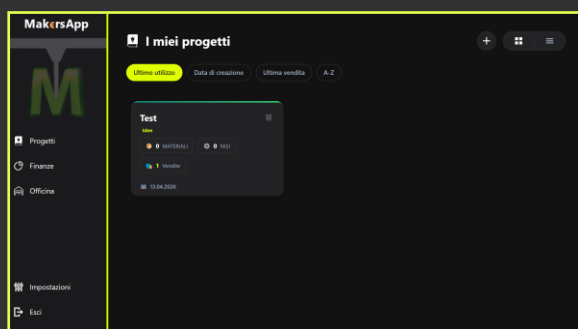 MakersApp
M
Progetti
Finanze
Officina
Impostazioni
Esci
I miei progetti
+
Ultimo utilizzo Data di creazione Ultima vendita A-Z
Test
Idee
0 MATERIALI 0 FASI
1 Vendite
13.04.2026